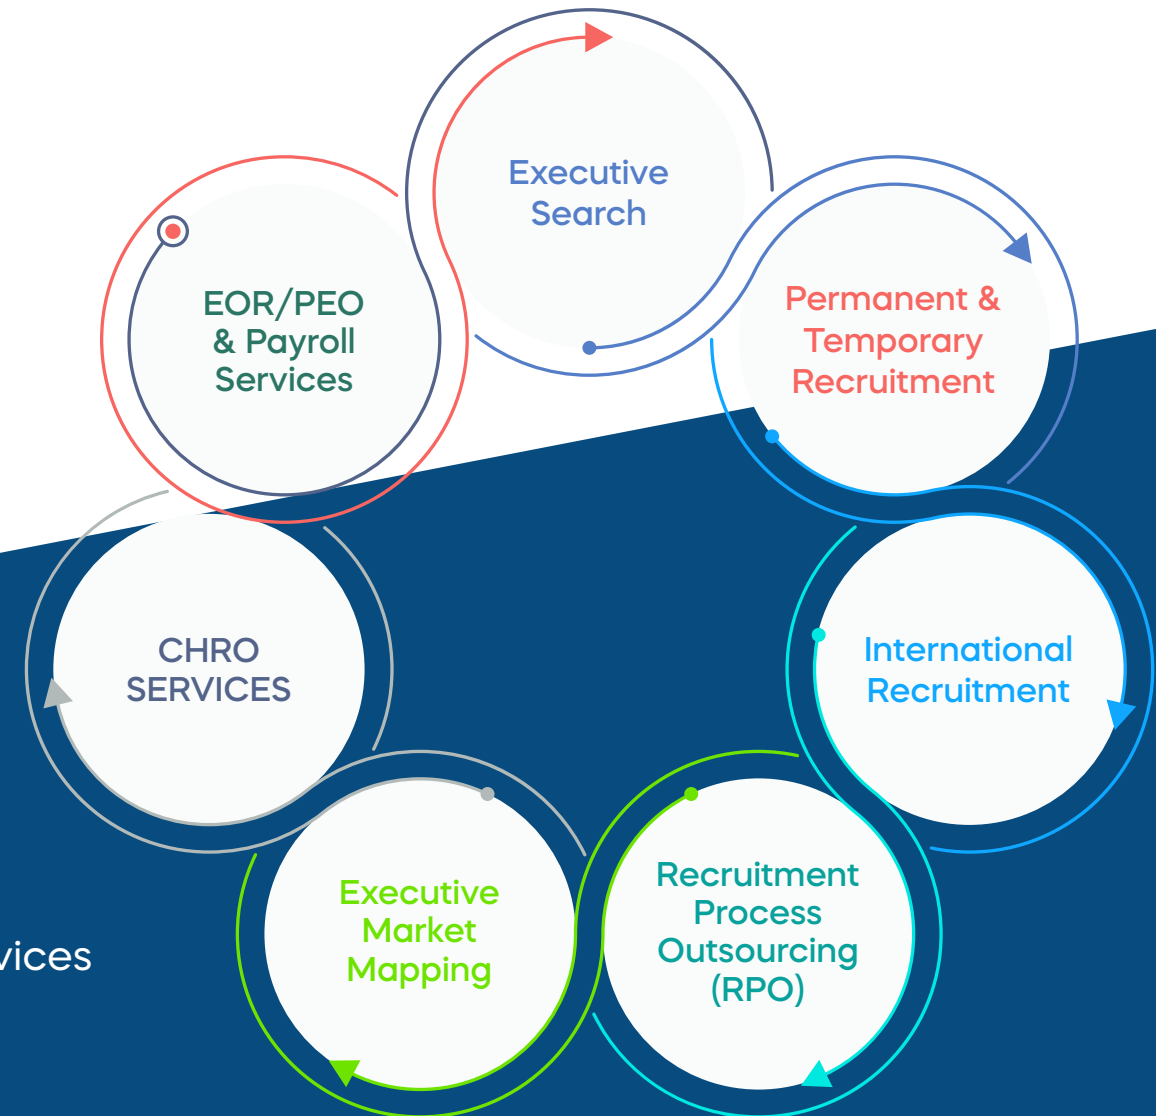 Executive
Search
Permanent &
Temporary
Recruitment
International
Recruitment
Recruitment
Process
Outsourcing
(RPO)
Executive
Market
Mapping
CHRO
SERVICES
EOR/PEO
& Payroll
Services